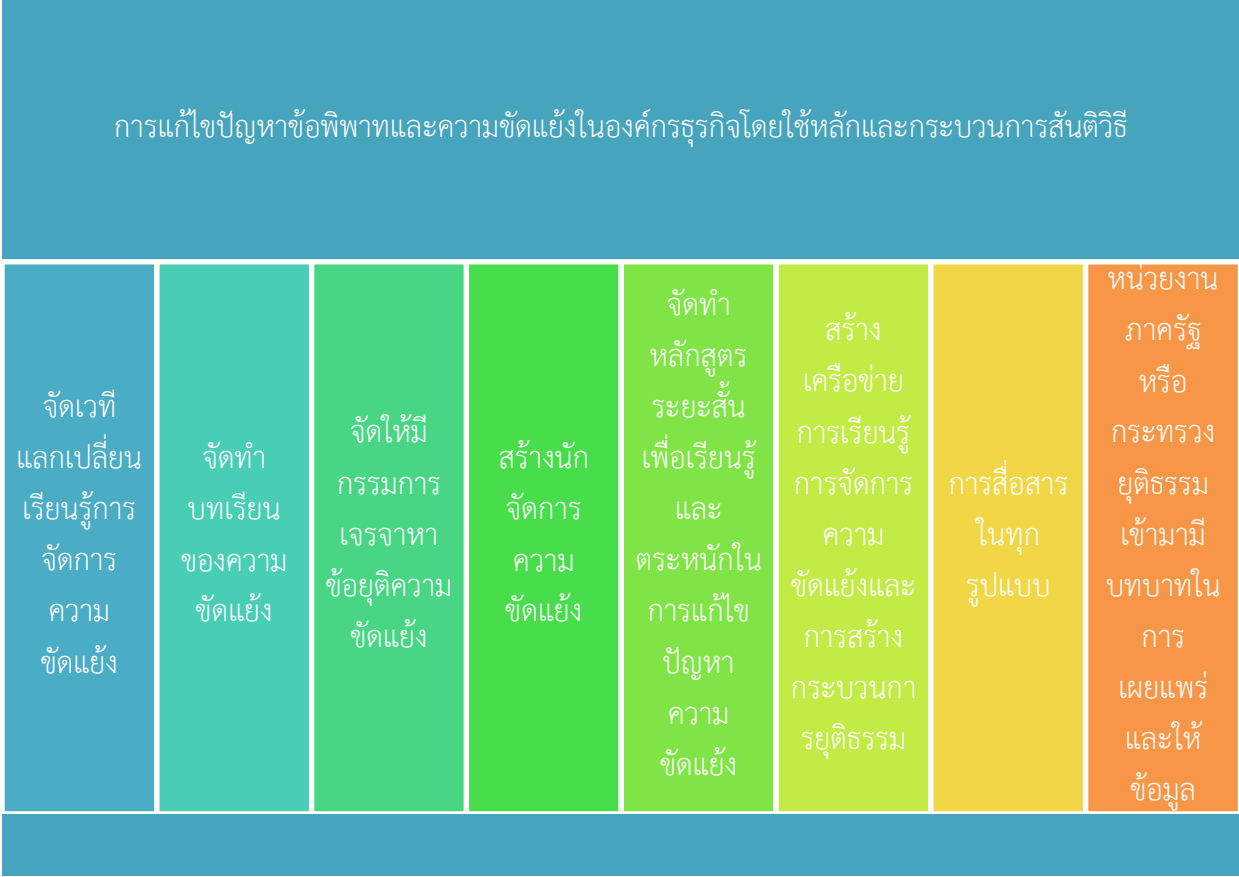 การแก้ไขปัญหาข้อพิพาทและความขัดแย้งในองค์กรธุรกิจโดยใช้หลักและกระบวนการสันติวิธี
จัดเวที
แลกเปลี่ยน
เรียนรู้การ
จัดการ
ความ
ขัดแย้ง
จัดทำ
บทเรียน
ของความ
ขัดแย้ง
จัดให้มี
กรรมการ
เจรจาหา
ข้อยุติความ
ขัดแย้ง
สร้างนัก
จัดการ
ความ
ขัดแย้ง
จัดทำ
หลักสูตร
ระยะสั้น
เพื่อเรียนรู้
และ
ตระหนักใน
การแก้ไข
ปัญหา
ความ
ขัดแย้ง
สร้าง
เครือข่าย
การเรียนรู้
การจัดการ
ความ
ขัดแย้งและ
การสร้าง
กระบวนกา
รยุติธรรม
การสื่อสาร
ในทุก
รูปแบบ
หน่วยงาน
ภาครัฐ
หรือ
กระทรวง
ยุติธรรม
เข้ามามี
บทบาทใน
การ
เผยแพร่
และให้
ข้อมูล